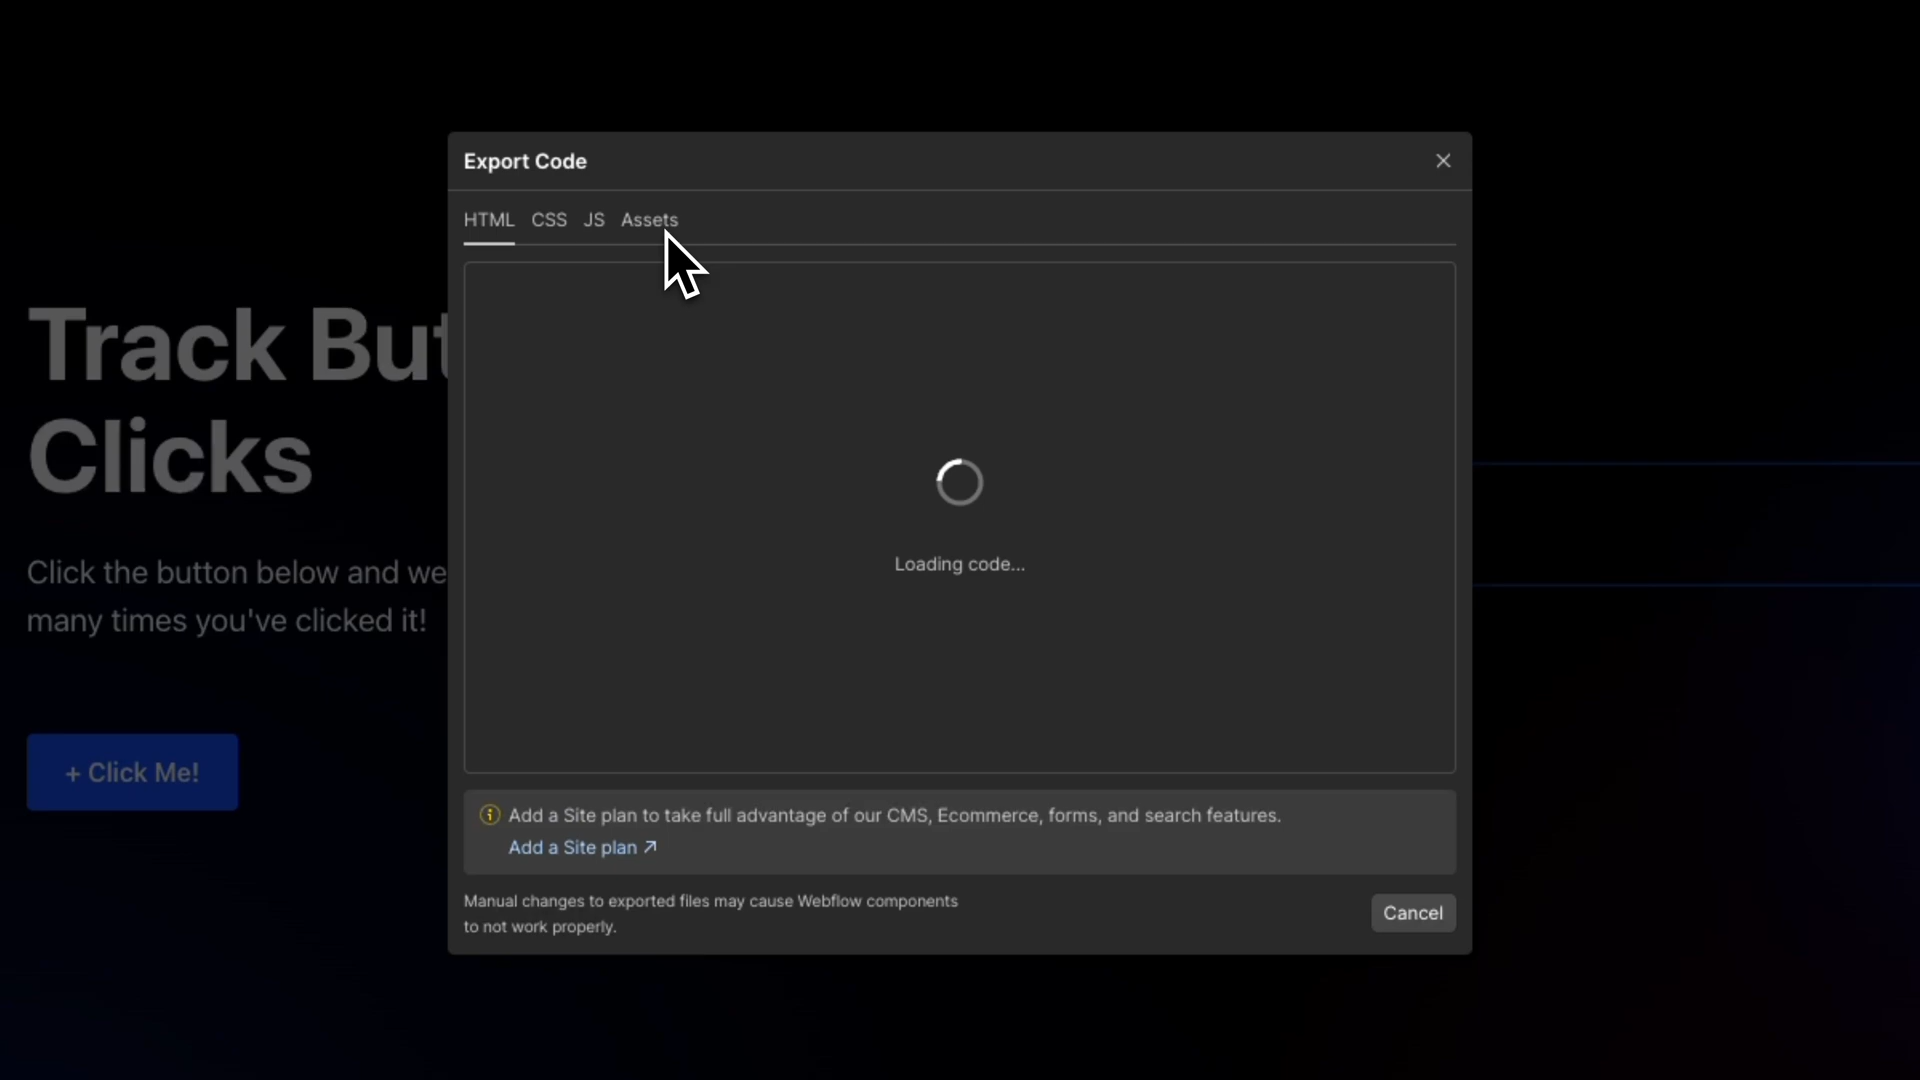 Export Code
HTML CSS JS Assets
Track But
Clicks
Click the button below and we
many times you've clicked it!
+ Click Me!
Loading code...
Add a Site plan to take full advantage of our CMS, Ecommerce, forms, and search features.
Add a Site plan ↗
Manual changes to exported files may cause Webflow components
to not work properly.
Cancel